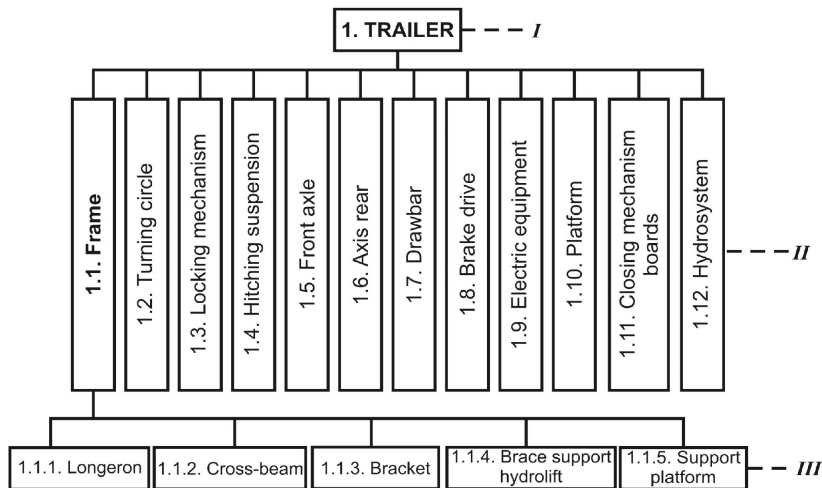 1. TRAILER
I
1.1. Frame
1.2. Turning circle
1.3. Locking mechanism
1.4. Hitching suspension
1.5. Front axle
1.6. Axis rear
1.7. Drawbar
1.8. Brake drive
1.9. Electric equipment
1.10. Platform
1.11. Closing mechanism
boards
1.12. Hydrosystem
II
1.1.1. Longeron
1.1.2. Cross-beam
1.1.3. Bracket
1.1.4. Brace support
hydrolift
1.1.5. Support
platform
III